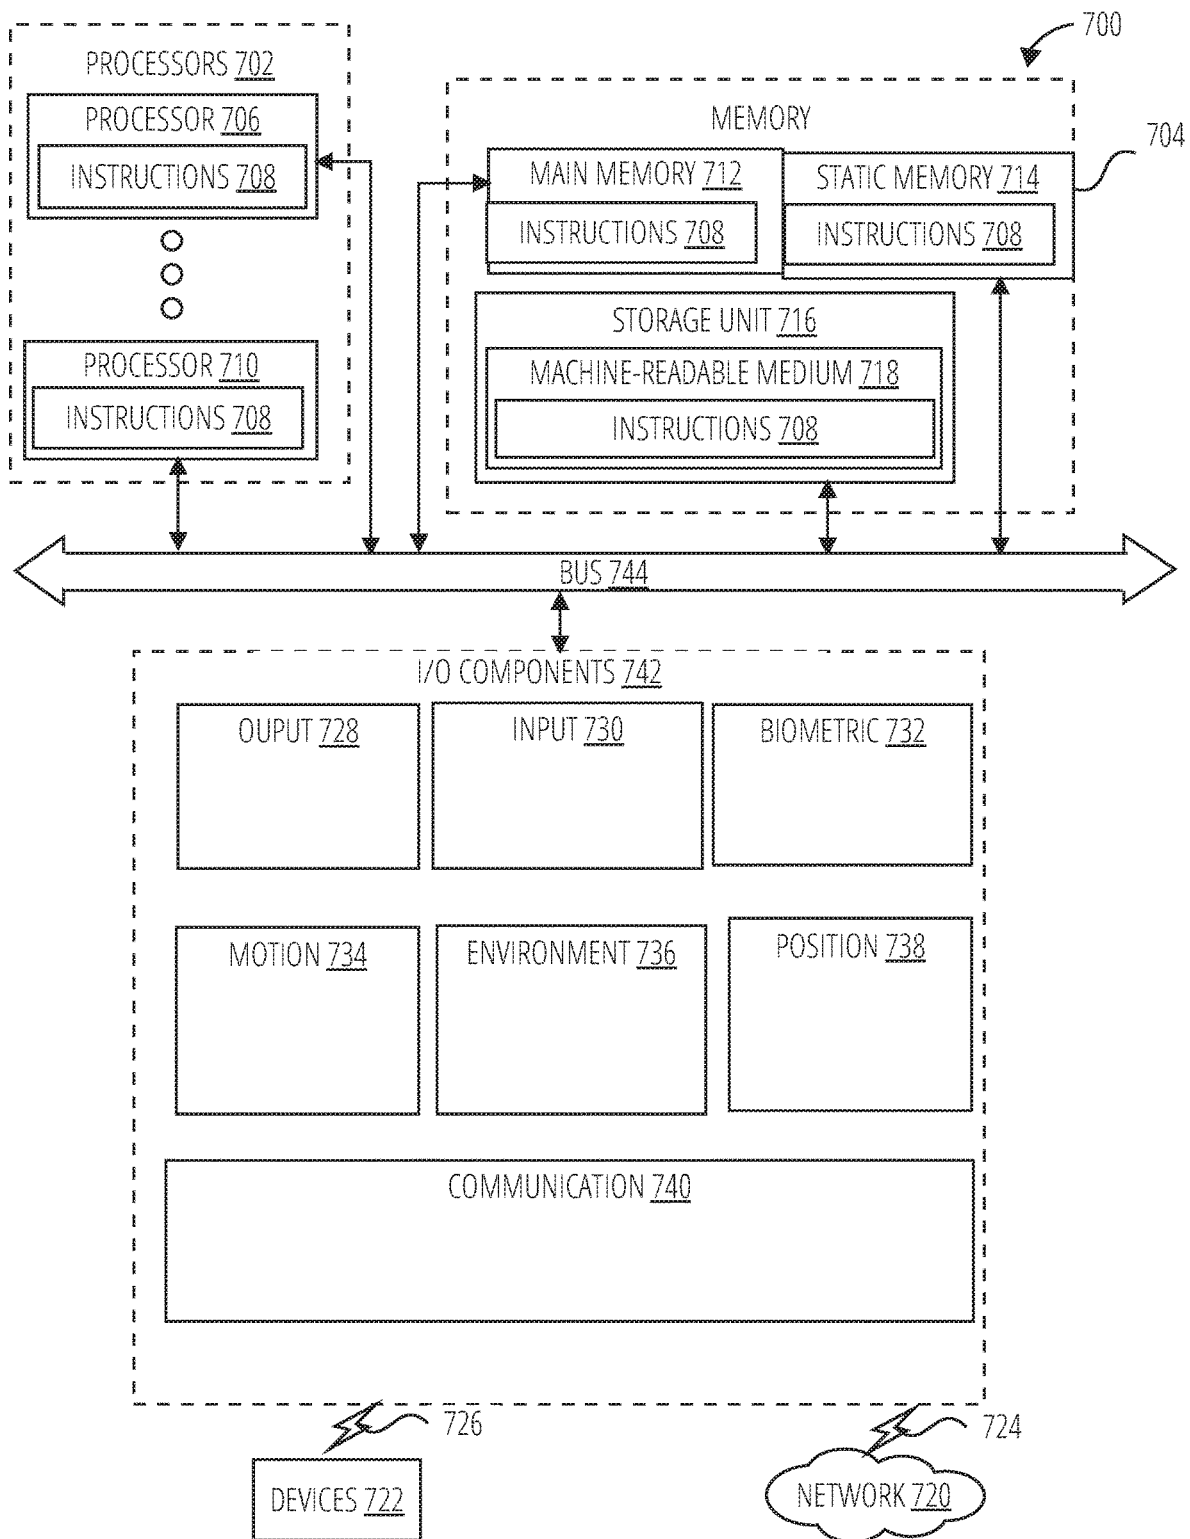 700
PROCESSORS 702
PROCESSOR 706
INSTRUCTIONS 708
PROCESSOR 710
INSTRUCTIONS 708
MEMORY
704
MAIN MEMORY 712
INSTRUCTIONS 708
STATIC MEMORY 714
INSTRUCTIONS 708
STORAGE UNIT 716
MACHINE-READABLE MEDIUM 718
INSTRUCTIONS 708
BUS 744
I/O COMPONENTS 742
OUPUT 728
INPUT 730
BIOMETRIC 732
MOTION 734
ENVIRONMENT 736
POSITION 738
COMMUNICATION 740
726
724
DEVICES 722
NETWORK 720